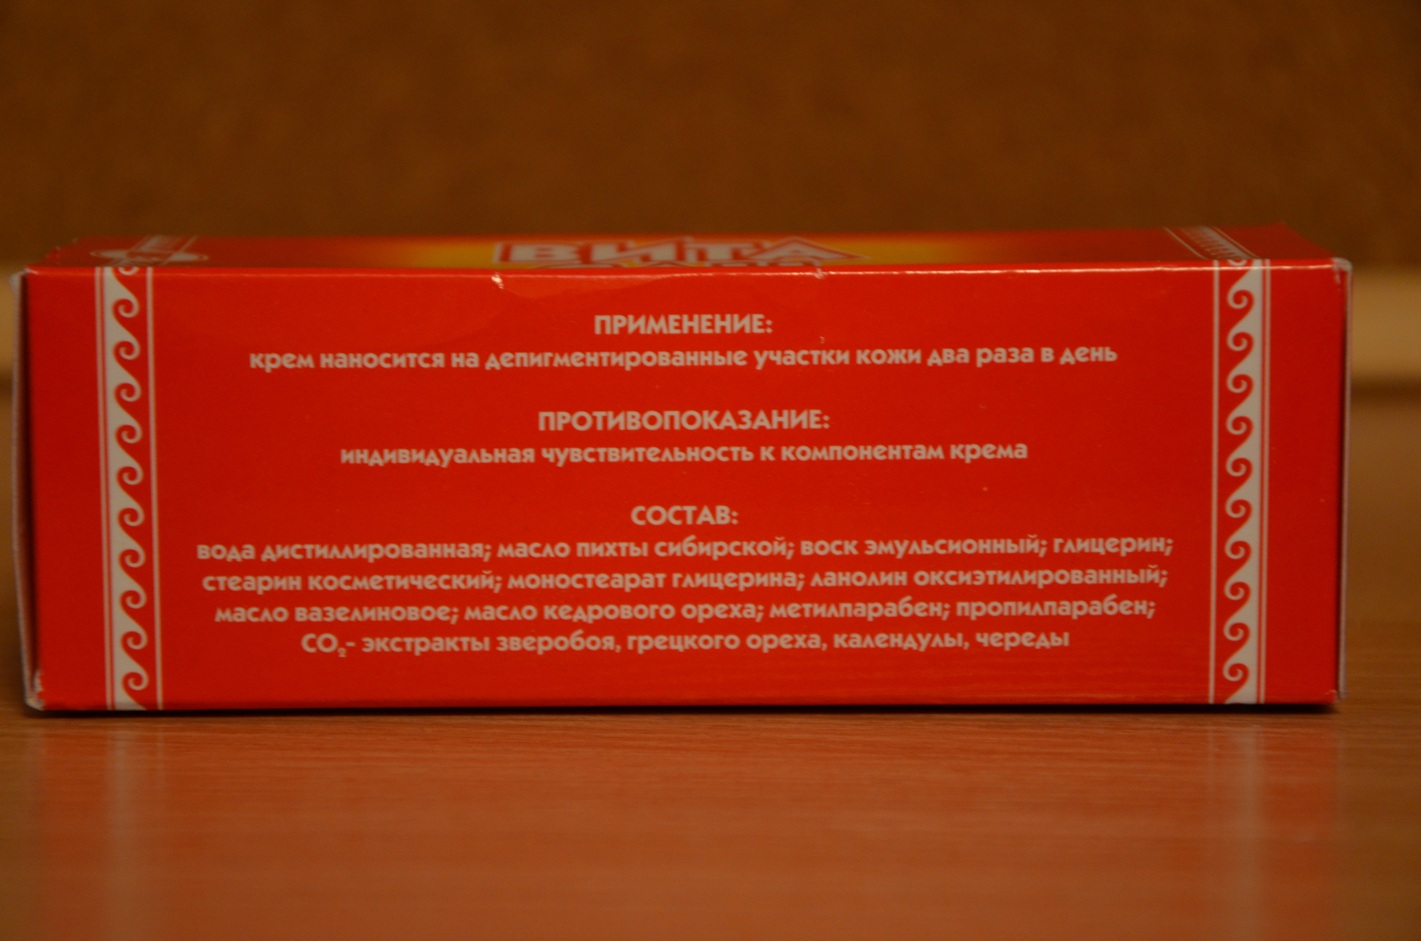 ВИТА
ПРИМЕНЕНИЕ:
крем наносится на депигментированные участки кожи два раза в день
ПРОТИВОПОКАЗАНИЕ:
индивидуальная чувствительность к компонентам крема
СОСТАВ:
вода дистиллированная; масло пихты сибирской; воск эмульсионный; глицерин;
стеарин косметический; моностеарат глицерина; ланолин оксиэтилированный;
масло вазелиновое; масло кедрового ореха; метилпарабен; пропилпарабен;
CO₂- экстракты зверобоя, грецкого ореха, календулы, череды